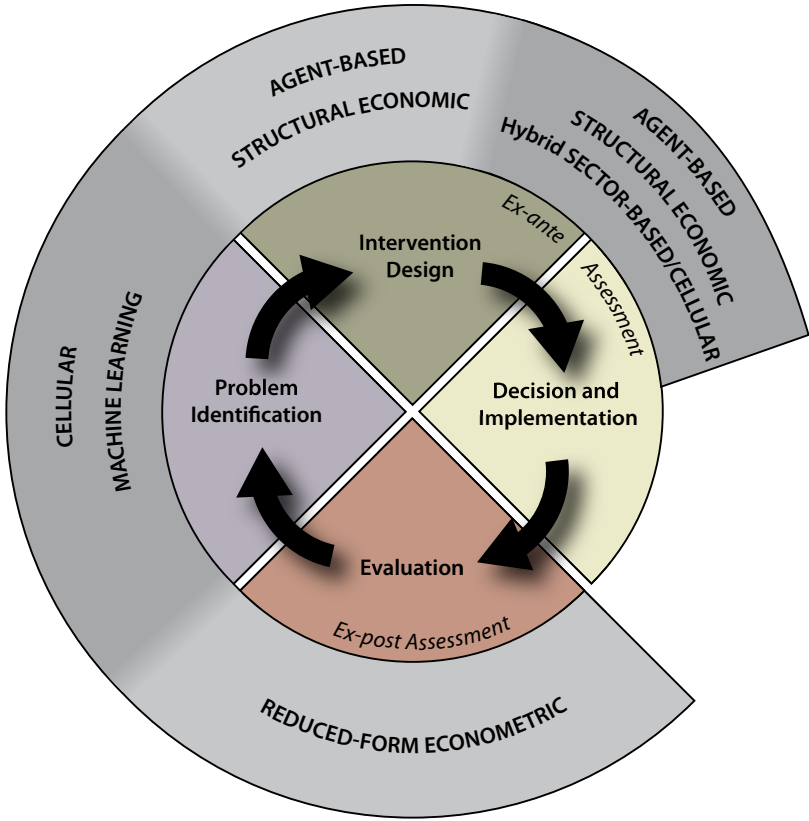 AGENT-BASED
STRUCTURAL ECONOMIC
AGENT-BASED
STRUCTURAL ECONOMIC
Hybrid SECTOR-BASED/CELLULAR
CELLULAR
MACHINE LEARNING
Ex-ante
Assessment
Intervention
Design
Problem
Identification
Decision and
Implementation
Evaluation
Ex-post Assessment
REDUCED-FORM ECONOMETRIC